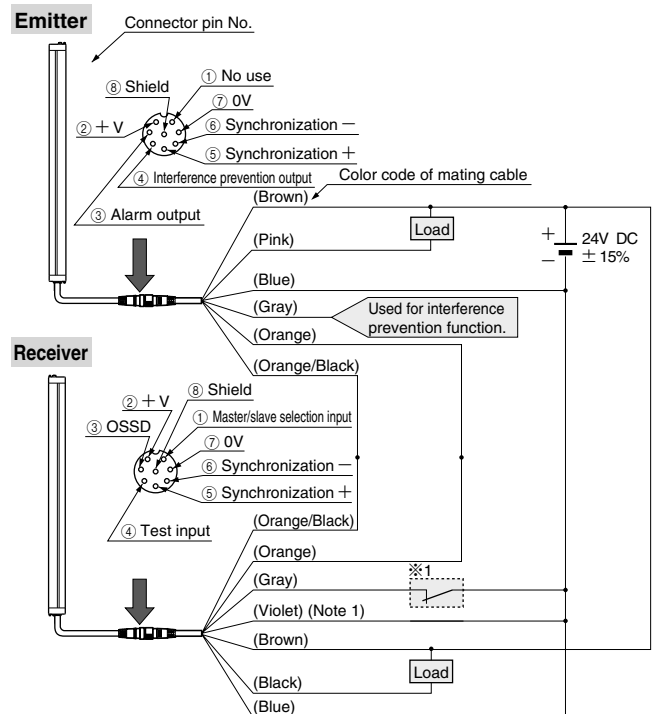 Emitter
Connector pin No.
① No use
⑧ Shield
⑦ 0V
② + V
⑥ Synchronization −
⑤ Synchronization +
④ Interference prevention output
Color code of mating cable
③ Alarm output
(Brown)
Load
(Pink)
+
24V DC
−
± 15%
(Blue)
(Gray)
Used for interference
prevention function.
(Orange)
Receiver
(Orange/Black)
⑧ Shield
② + V
① Master/slave selection input
③ OSSD
⑦ 0V
⑥ Synchronization −
⑤ Synchronization +
④ Test input
(Orange/Black)
(Orange)
※1
(Gray)
(Violet) (Note 1)
(Brown)
Load
(Black)
(Blue)